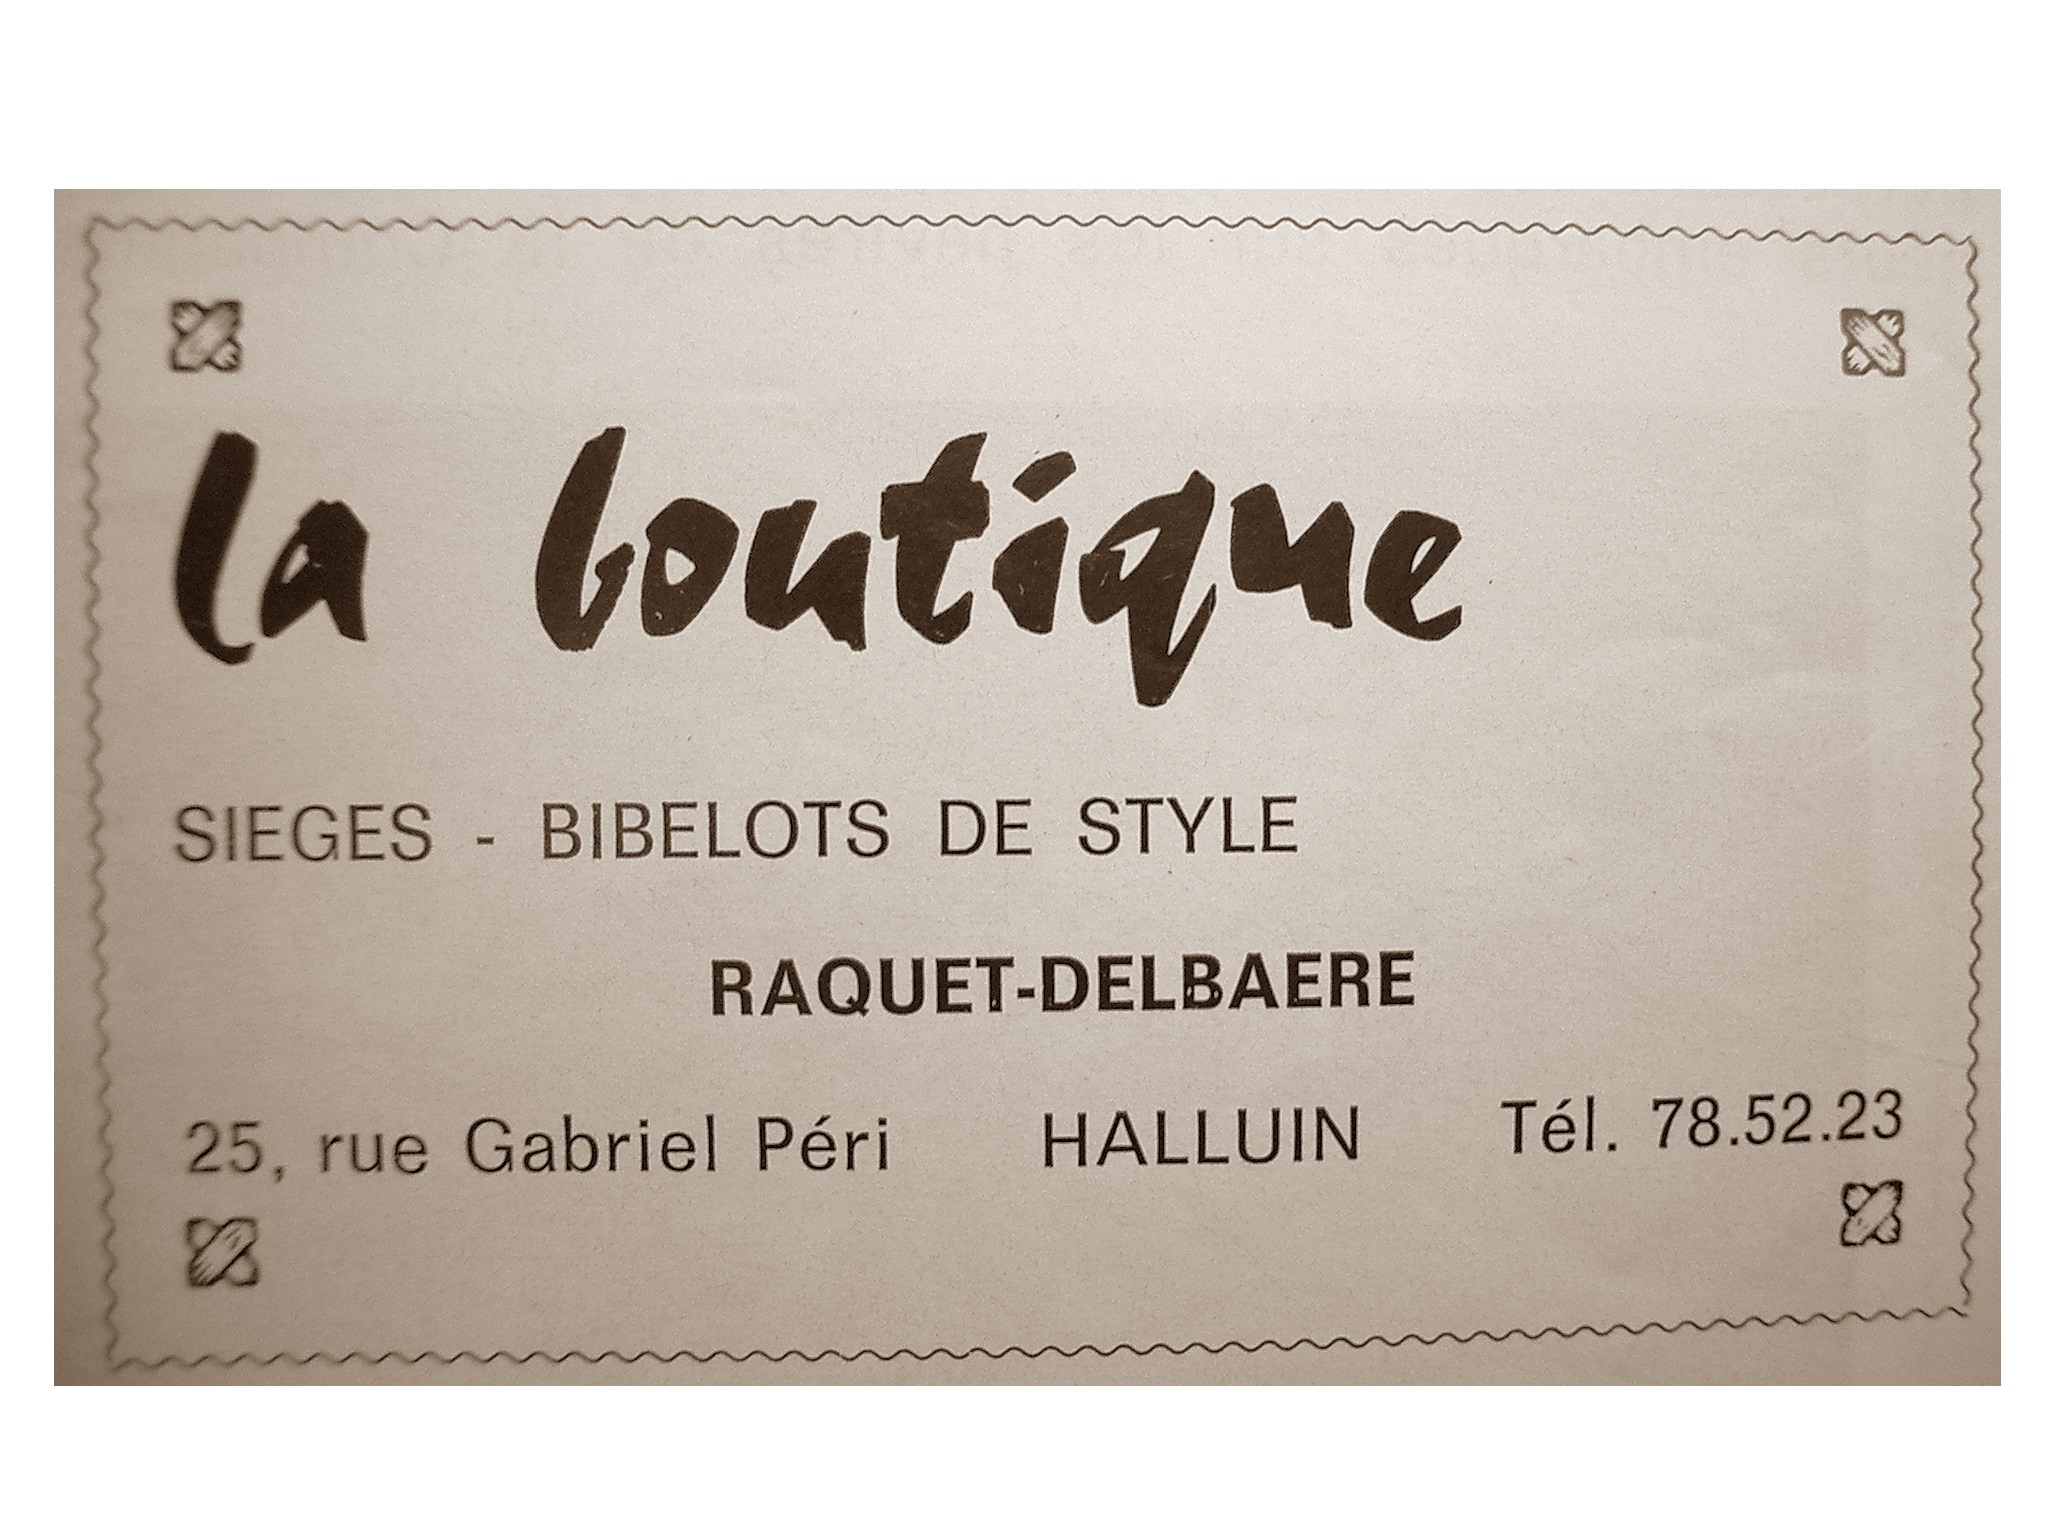 la boutique
SIEGES - BIBELOTS DE STYLE
RAQUET-DELBAERE
25, rue Gabriel Péri HALLUIN Tél. 78.52.23